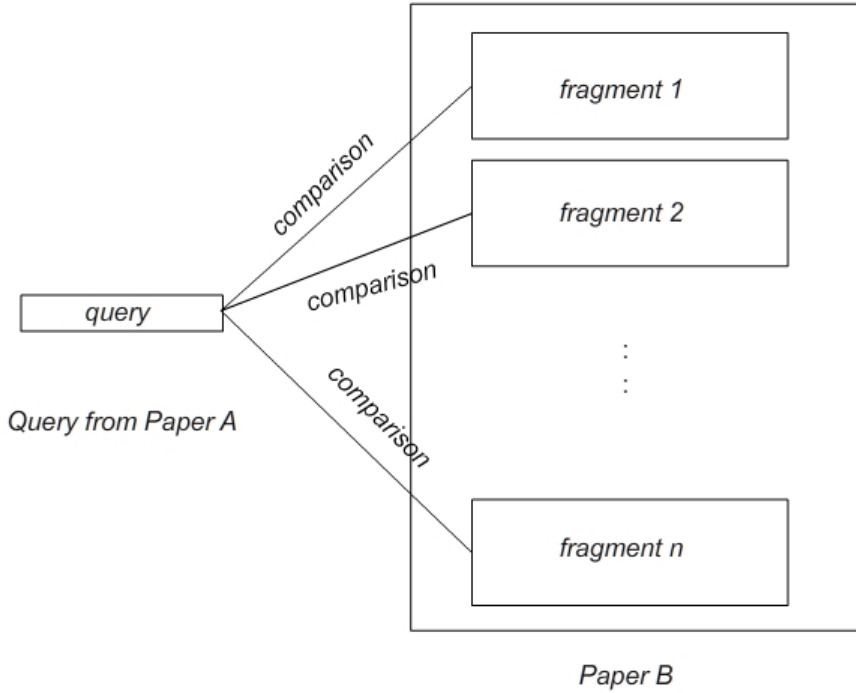 fragment 1
comparison
fragment 2
comparison
query
:
:
comparison
Query from Paper A
fragment n
Paper B